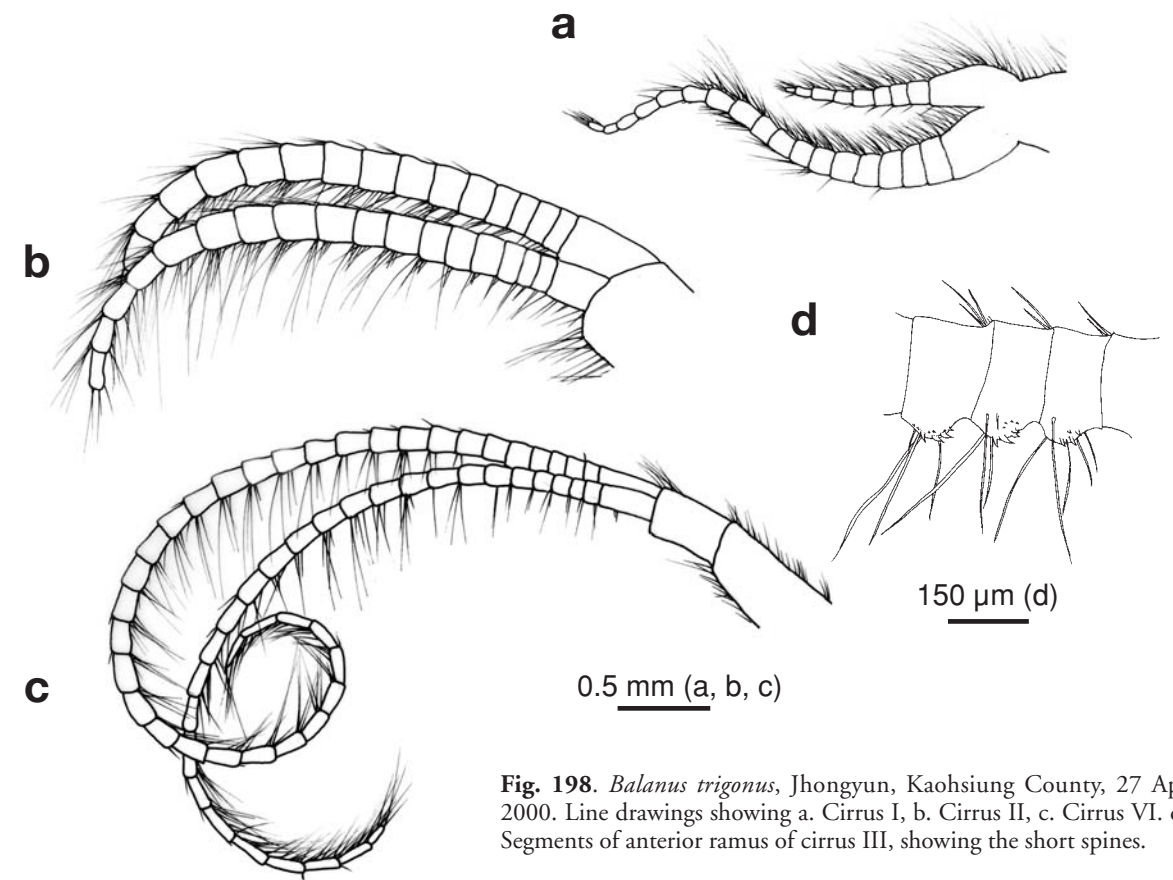 a
b
d
150 µm (d)
c
0.5 mm (a, b, c)
Fig. 198. Balanus trigonus, Jhongyun, Kaohsiung County, 27 Ap
2000. Line drawings showing a. Cirrus I, b. Cirrus II, c. Cirrus VI.
Segments of anterior ramus of cirrus III, showing the short spines.